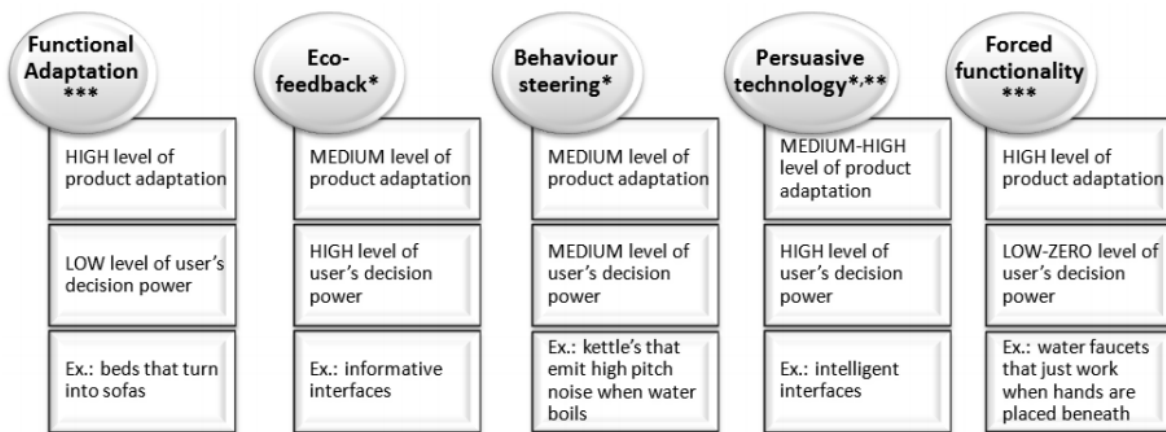 Functional
Adaptation
***
HIGH level of
product adaptation
LOW level of user's
decision power
Ex.: beds that turn
into sofas
Eco-
feedback*
MEDIUM level of
product adaptation
HIGH level of
user's decision
power
Ex.: informative
interfaces
Behaviour
steering*
MEDIUM level of
product adaptation
MEDIUM level of
user's decision
power
Ex.: kettle's that
emit high pitch
noise when water
boils
Persuasive
technology*,**
MEDIUM-HIGH
level of product
adaptation
HIGH level of
user's decision
power
Ex.: intelligent
interfaces
Forced
functionality
***
HIGH level of
product adaptation
LOW-ZERO level of
user's decision
power
Ex.: water faucets
that just work
when hands are
placed beneath